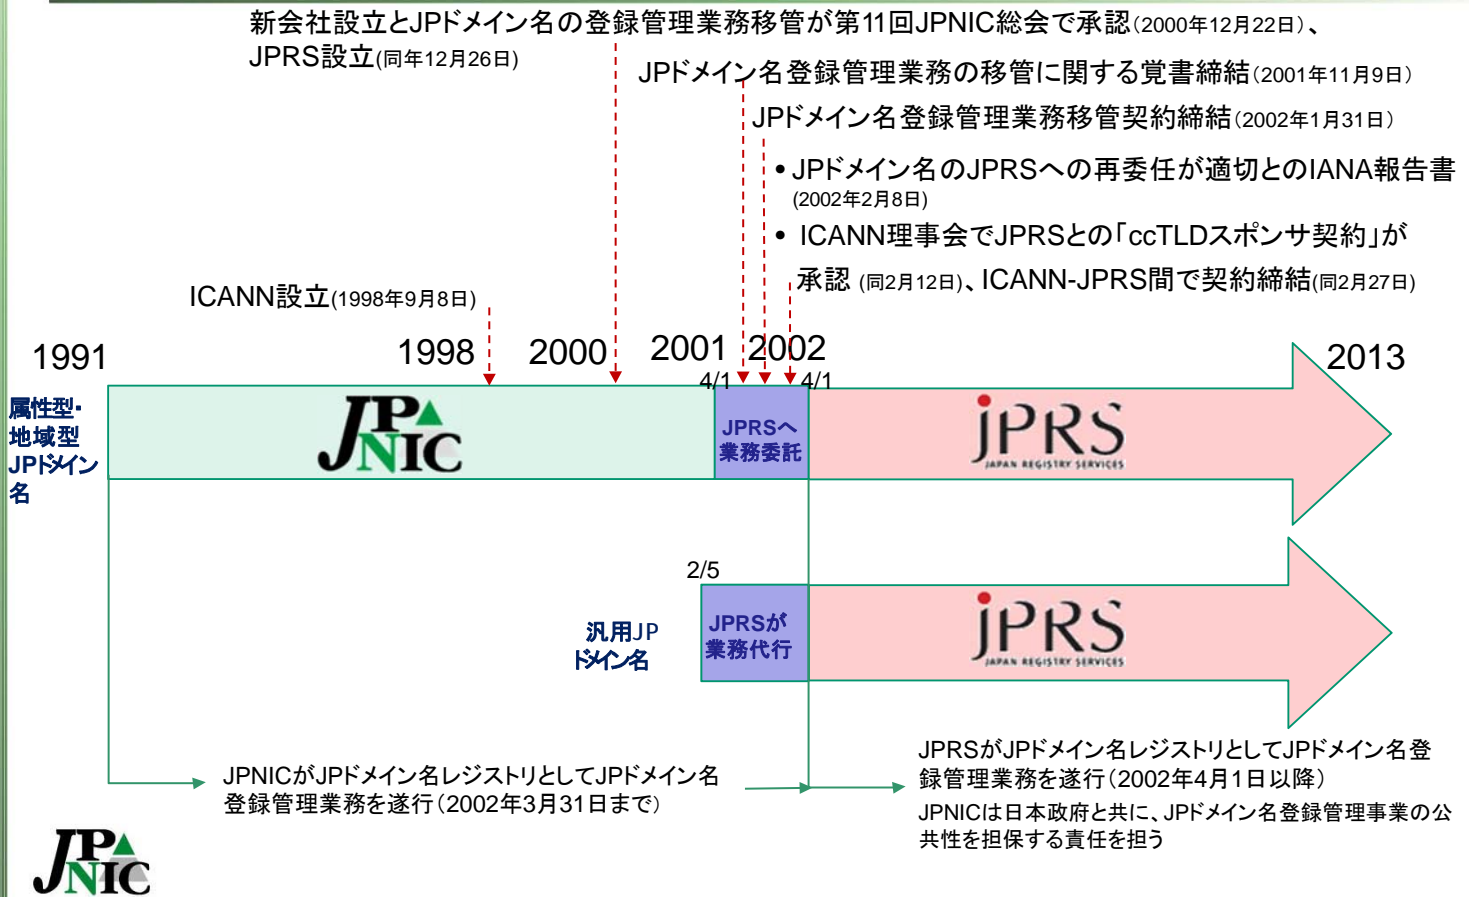 新会社設立とJPドメイン名の登録管理業務移管が第11回JPNIC総会で承認(2000年12月22日)、
JPRS設立(同年12月26日)
JPドメイン名登録管理業務の移管に関する覚書締結(2001年11月9日)
JPドメイン名登録管理業務移管契約締結(2002年1月31日)
• JPドメイン名のJPRSへの再委任が適切とのIANA報告書
(2002年2月8日)
• ICANN理事会でJPRSとの「ccTLDスポンサ契約」が
承認 (同2月12日)、ICANN-JPRS間で契約締結(同2月27日)
ICANN設立(1998年9月8日)
1991
1998
2000
2001
2002
2013
4/1
4/1
属性型・
地域型
JPドメイン
名
JPNIC
JPRSへ
業務委託
JPRS
JAPAN REGISTRY SERVICES
2/5
汎用JP
ドメイン名
JPRSが
業務代行
JPRS
JAPAN REGISTRY SERVICES
JPNICがJPドメイン名レジストリとしてJPドメイン名
登録管理業務を遂行(2002年3月31日まで)
JPRSがJPドメイン名レジストリとしてJPドメイン名登
録管理業務を遂行(2002年4月1日以降)
JPNICは日本政府と共に、JPドメイン名登録管理事業の公
共性を担保する責任を担う
JPNIC